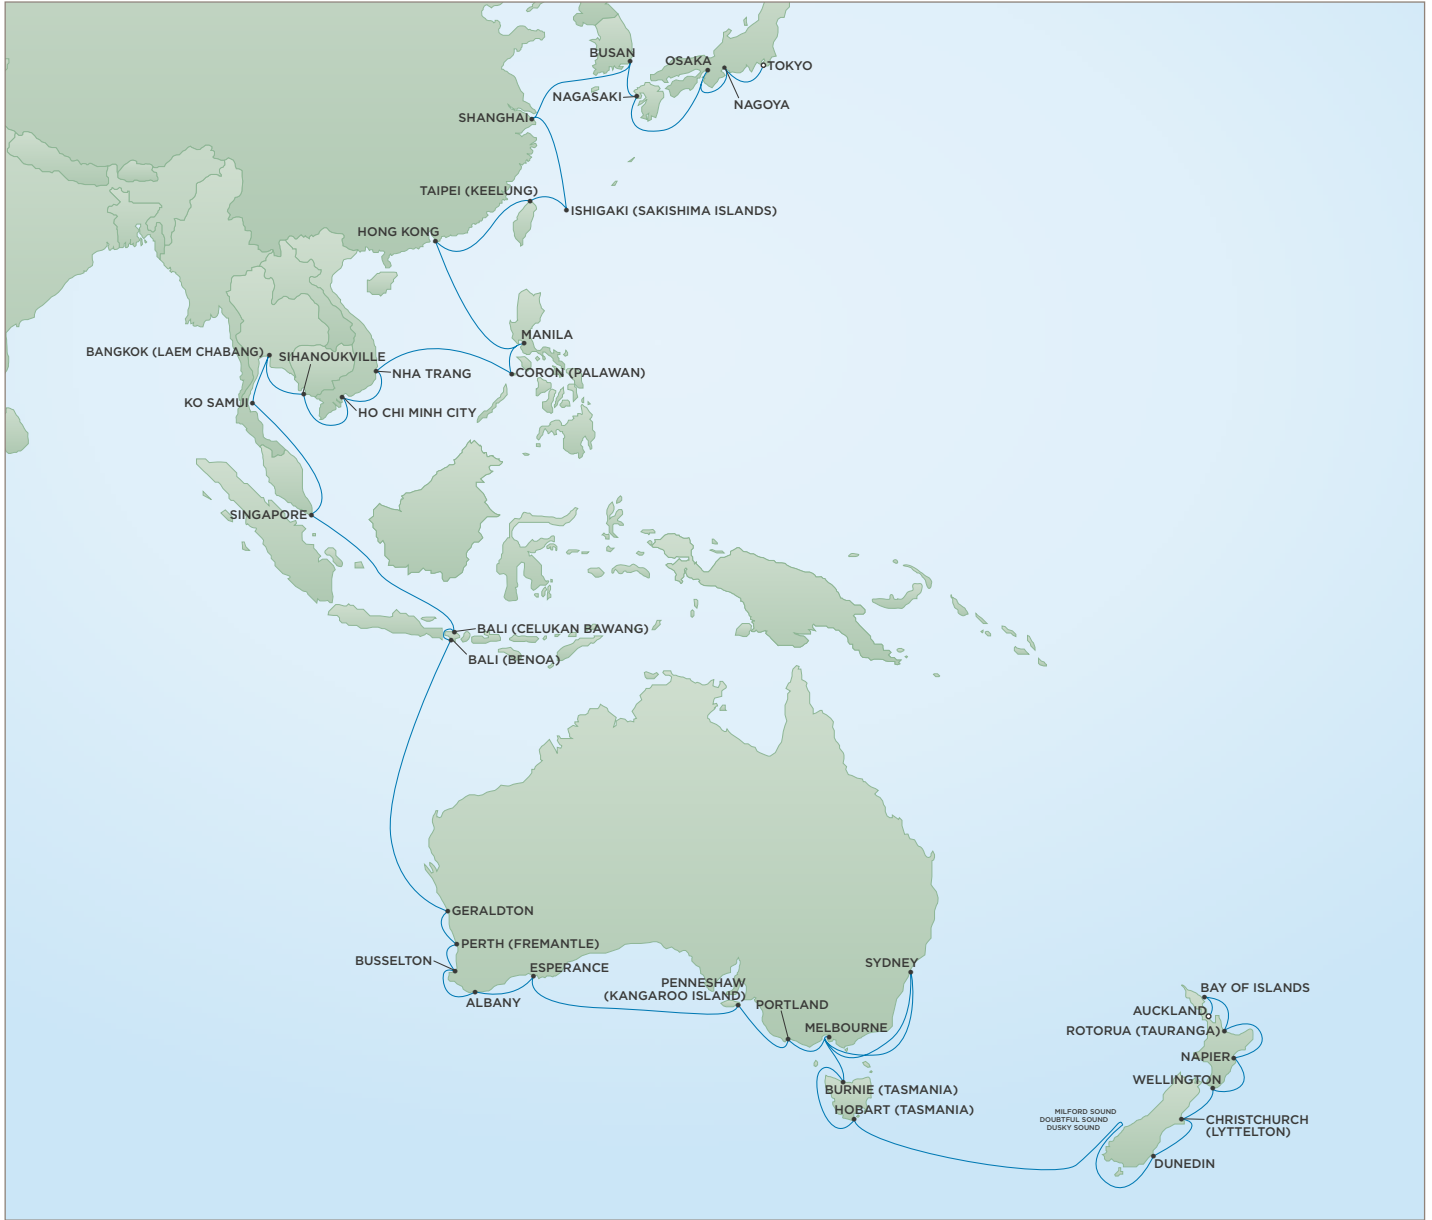 BUSAN
OSAKA
TOKYO
NAGASAKI
NAGOYA
SHANGHAI
TAIPEI (KEELUNG)
ISHIGAKI (SAKISHIMA ISLANDS)
HONG KONG
MANILA
BANGKOK (LAEM CHABANG)
SIHANOUKVILLE
NHA TRANG
CORON (PALAWAN)
KO SAMUI
HO CHI MINH CITY
SINGAPORE
BALI (CELUKAN BAWANG)
BALI (BENOA)
GERALDTON
PERTH (FREMANTLE)
BUSSELTON
ESPERANCE
ALBANY
SYDNEY
PENNESHAW
(KANGAROO ISLAND)
PORTLAND
MELBOURNE
BAY OF ISLANDS
AUCKLAND
ROTORUA (TAURANGA)
NAPIER
WELLINGTON
BURNIE (TASMANIA)
HOBART (TASMANIA)
MILFORD SOUND
DOUBTFUL SOUND
DUSKY SOUND
CHRISTCHURCH
(LYTTELTON)
DUNEDIN